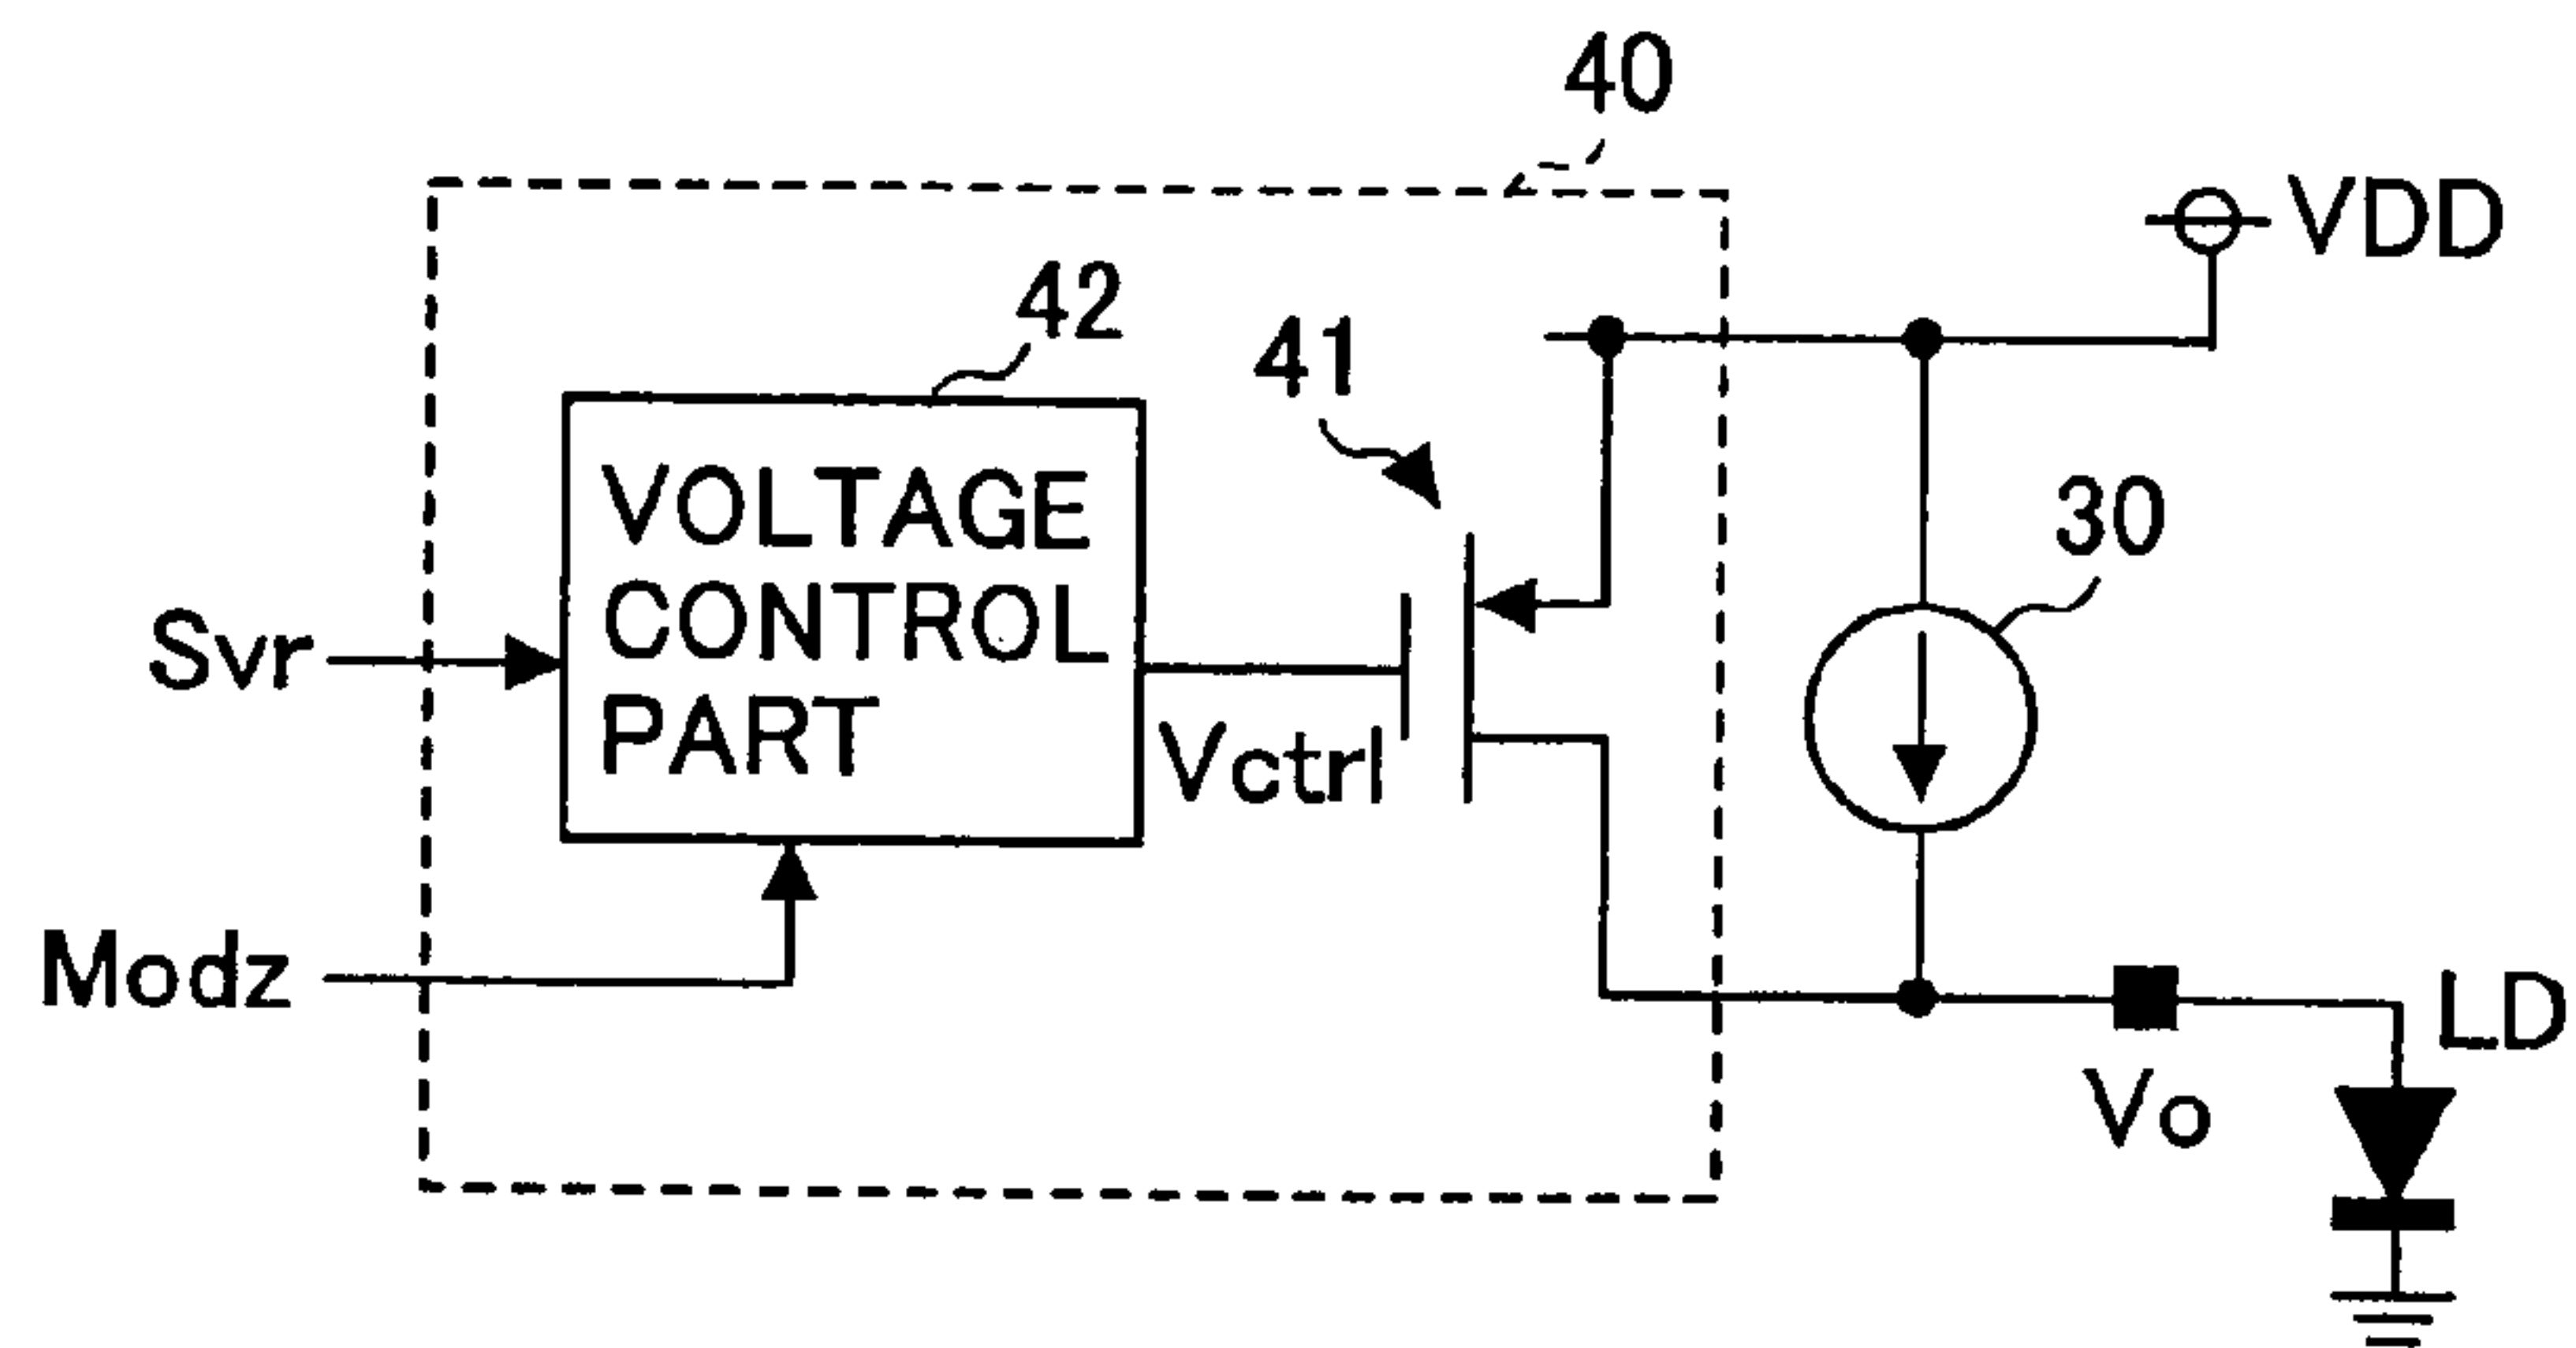 40
VDD
42
41
30
VOLTAGE
CONTROL
PART
Svr
Vctrl
Modz
LD
Vo